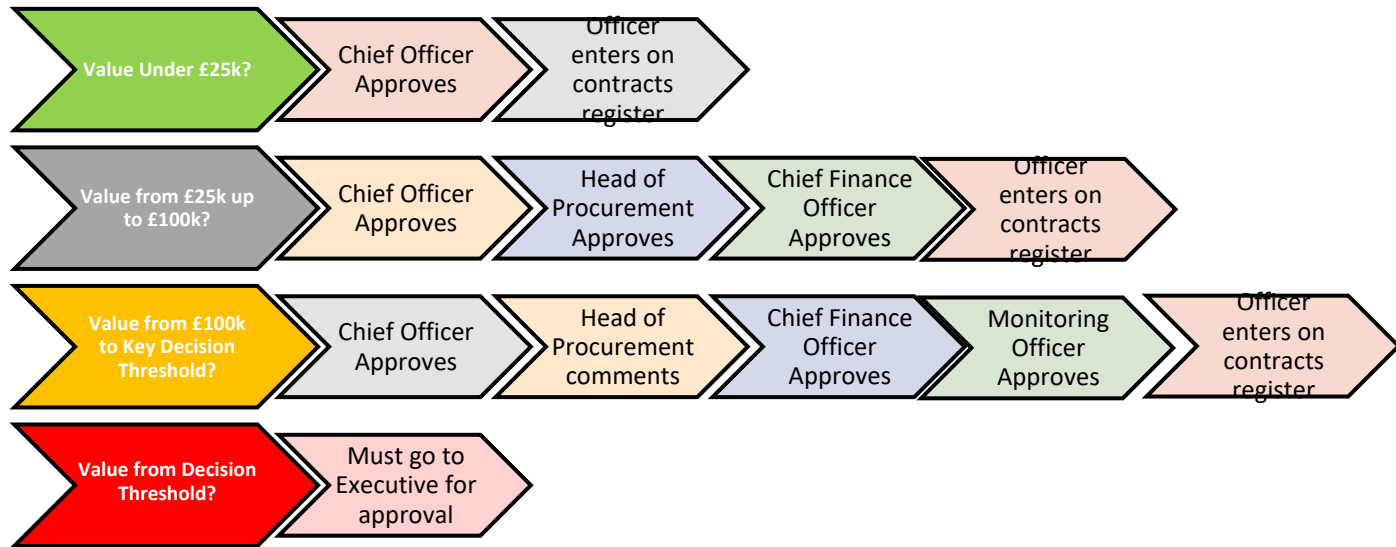 Value Under £25k?
Chief Officer
Approves
Officer
enters on
contracts
register
Value from £25k up
to £100k?
Chief Officer
Approves
Head of
Procurement
Approves
Chief Finance
Officer
Approves
Officer
enters on
contracts
register
Value from £100k
to Key Decision
Threshold?
Chief Officer
Approves
Head of
Procurement
comments
Chief Finance
Officer
Approves
Monitoring
Officer
Approves
Officer
enters on
contracts
register
Value from Decision
Threshold?
Must go to
Executive for
approval